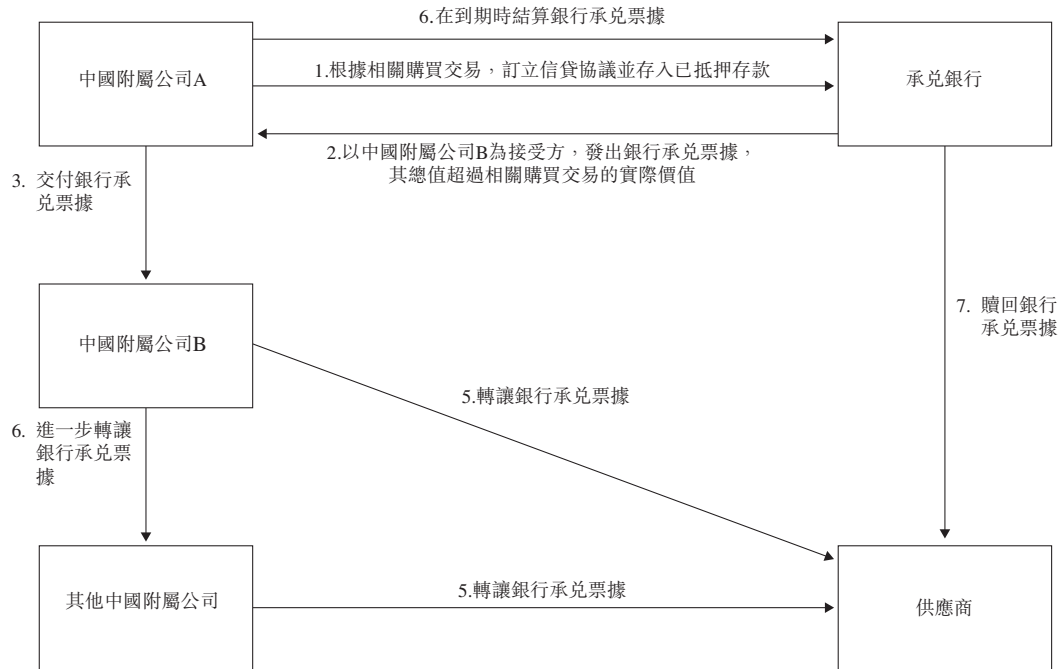 6.在到期時結算銀行承兌票據
中國附屬公司A
1.根據相關購買交易，訂立信貸協議並存入已抵押存款
承兌銀行
2.以中國附屬公司B為接受方，發出銀行承兌票據，
其總值超過相關購買交易的實際價值
3. 交付銀行承
兌票據
中國附屬公司B
7. 贖回銀行
承兌票據
5.轉讓銀行承兌票據
6. 進一步轉讓
銀行承兌票
據
其他中國附屬公司
5.轉讓銀行承兌票據
供應商